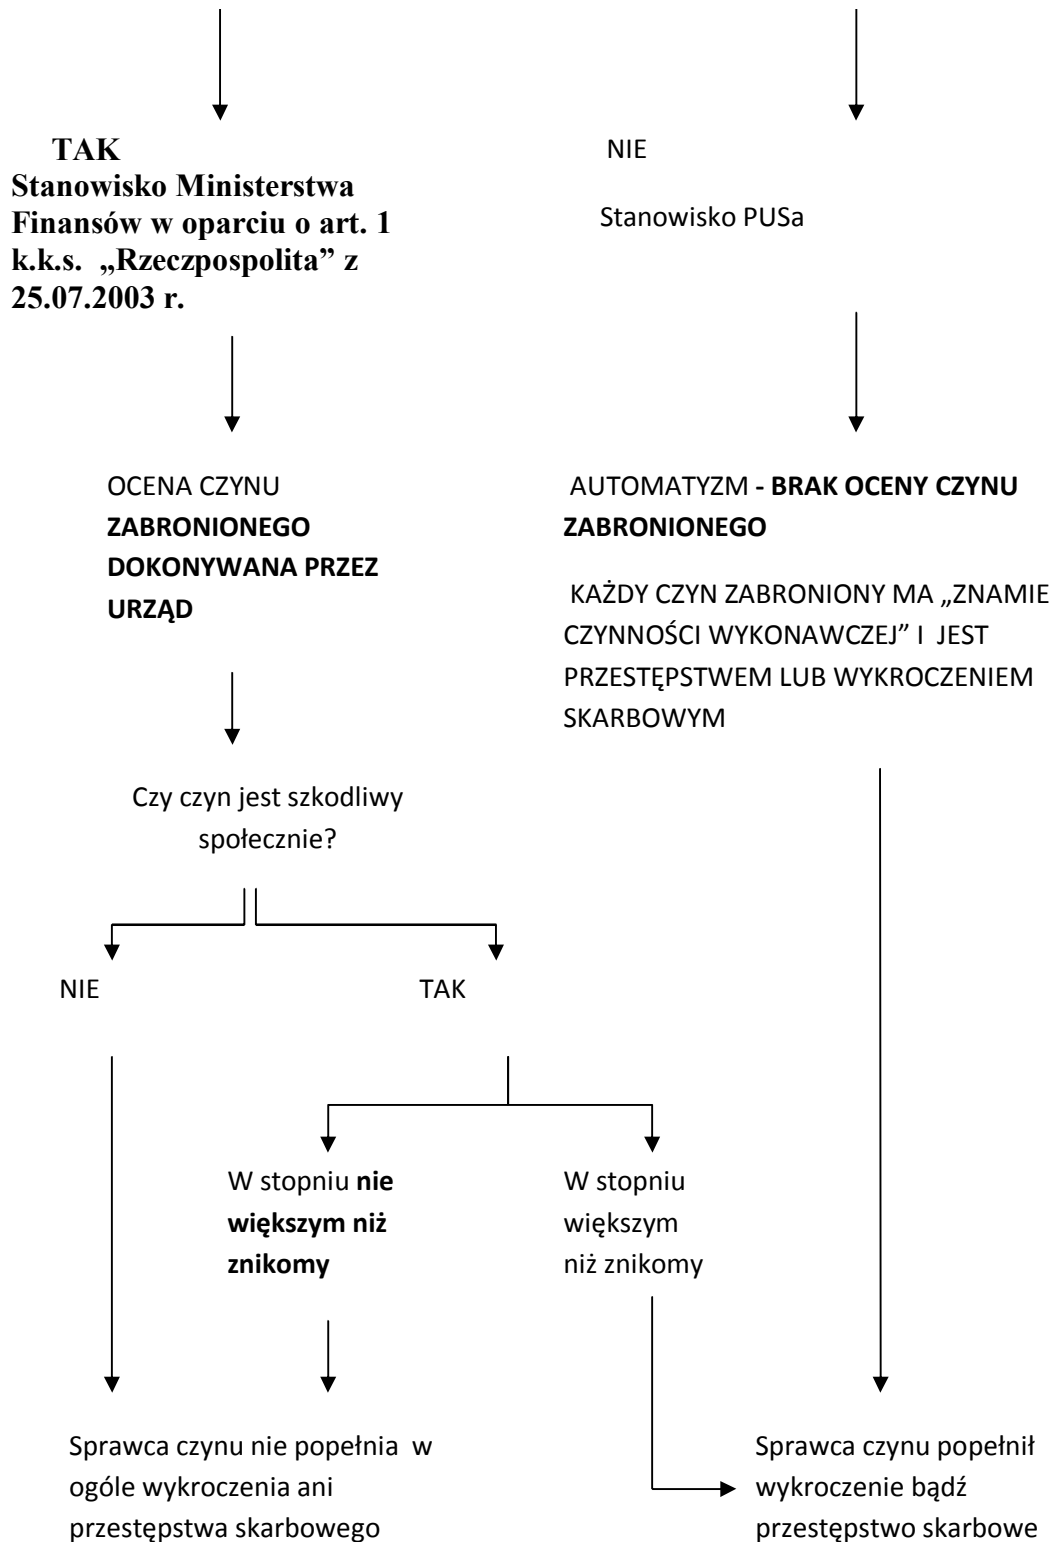 TAK
Stanowisko Ministerstwa
Finansów w oparciu o art. 1
k.k.s. „Rzeczpospolita” z
25.07.2003 r.
NIE
Stanowisko PUSa
OCENA CZYNU
ZABRONIONEGO
DOKONYWANA PRZEZ
URZĄD
AUTOMATYZM - BRAK OCENY CZYNU
ZABRONIONEGO
KAŻDY CZYN ZABRONIONY MA „ZNAMIE
CZYNNOŚCI WYKONAWCZEJ” I JEST
PRZESTĘPSTWEM LUB WYKROCZENIEM
SKARBOWYM
Czy czyn jest szkodliwy
społecznie?
NIE
TAK
W stopniu nie
większym niż
znikomy
W stopniu
większym
niż znikomy
Sprawca czynu nie popełnia w
ogóle wykroczenia ani
przestępstwa skarbowego
Sprawca czynu popełnił
wykroczenie bądź
przestępstwo skarbowe